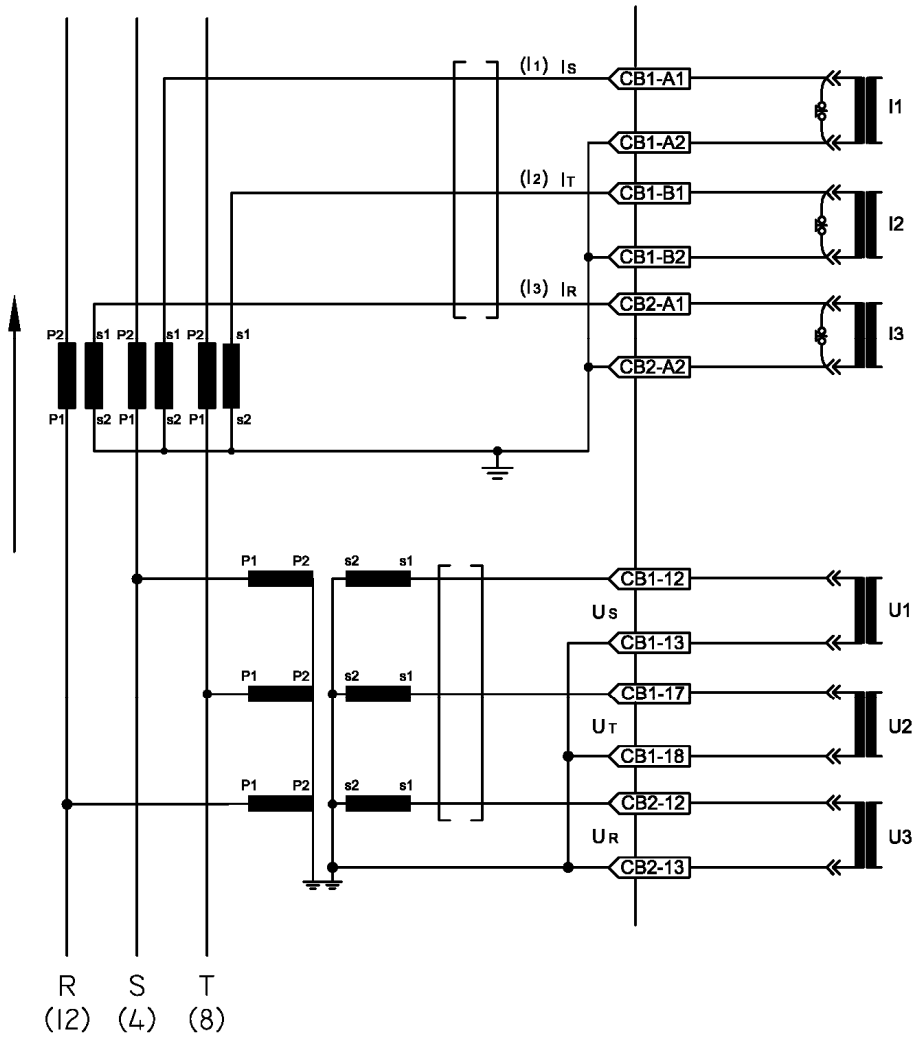 (I1) IS CB1-A1
I1
CB1-A2
(I2) IT CB1-B1
I2
CB1-B2
(I3) IR CB2-A1
I3
P2 s1 P2 s1 P2 s1
CB2-A2
P1 s2 P1 s2 P1 s2
P1 P2 s2 s1 CB1-12
US U1
CB1-13
P1 P2 s2 s1 CB1-17
UT U2
CB1-18
P1 P2 s2 s1 CB2-12
UR U3
CB2-13
R S T
(12) (4) (8)